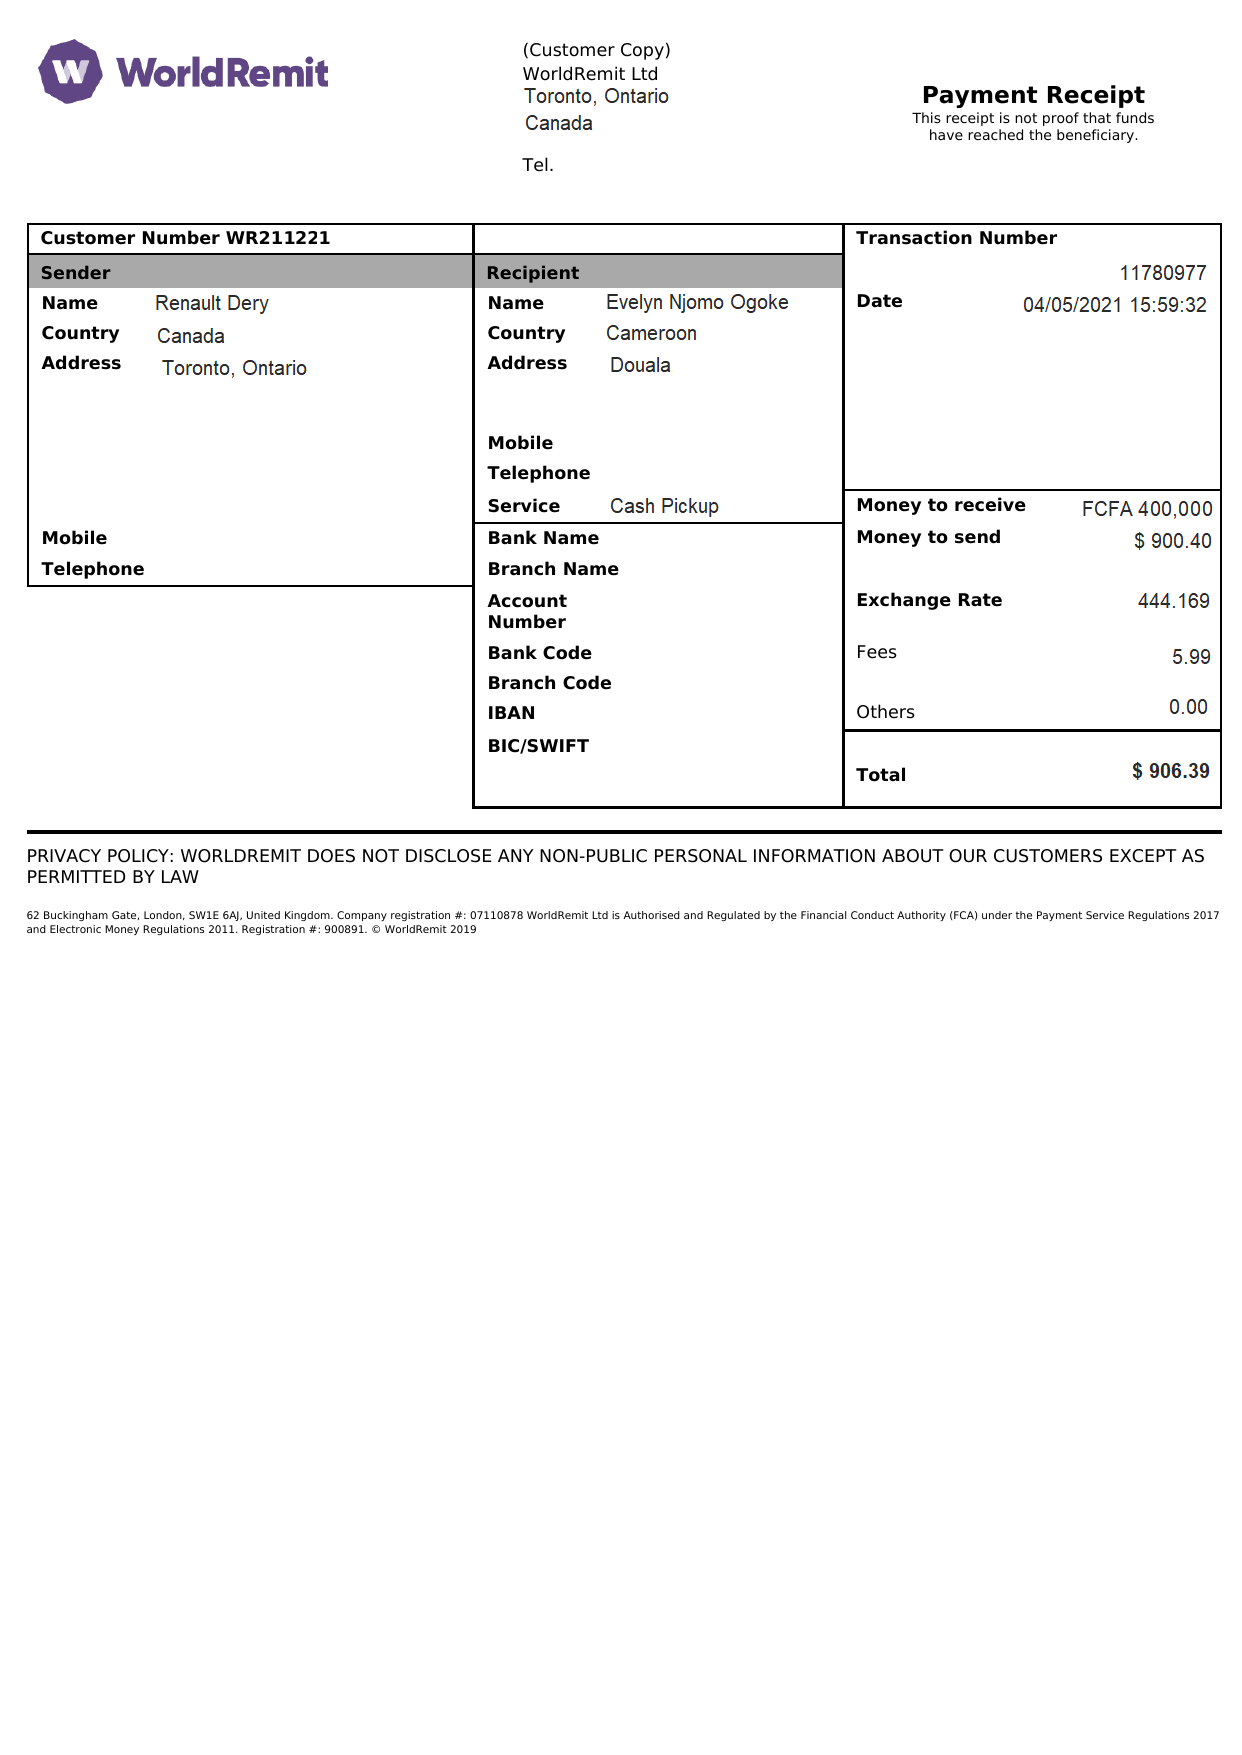 WorldRemit
(Customer Copy)
WorldRemit Ltd
Toronto, Ontario
Canada
Tel.
Payment Receipt
This receipt is not proof that funds
have reached the beneficiary.
Customer Number WR211221
Sender
Name Renault Dery
Country Canada
Address Toronto, Ontario
Mobile
Telephone
Recipient
Name Evelyn Njomo Ogoke
Country Cameroon
Address Douala
Mobile
Telephone
Service Cash Pickup
Bank Name
Branch Name
Account
Number
Bank Code
Branch Code
IBAN
BIC/SWIFT
Transaction Number
11780977
Date 04/05/2021 15:59:32
Money to receive FCFA 400,000
Money to send $ 900.40
Exchange Rate 444.169
Fees 5.99
Others 0.00
Total $ 906.39
PRIVACY POLICY: WORLDREMIT DOES NOT DISCLOSE ANY NON-PUBLIC PERSONAL INFORMATION ABOUT OUR CUSTOMERS EXCEPT AS
PERMITTED BY LAW
62 Buckingham Gate, London, SW1E 6AJ, United Kingdom. Company registration #: 07110878 WorldRemit Ltd is Authorised and Regulated by the Financial Conduct Authority (FCA) under the Payment Service Regulations 2017
and Electronic Money Regulations 2011. Registration #: 900891. © WorldRemit 2019